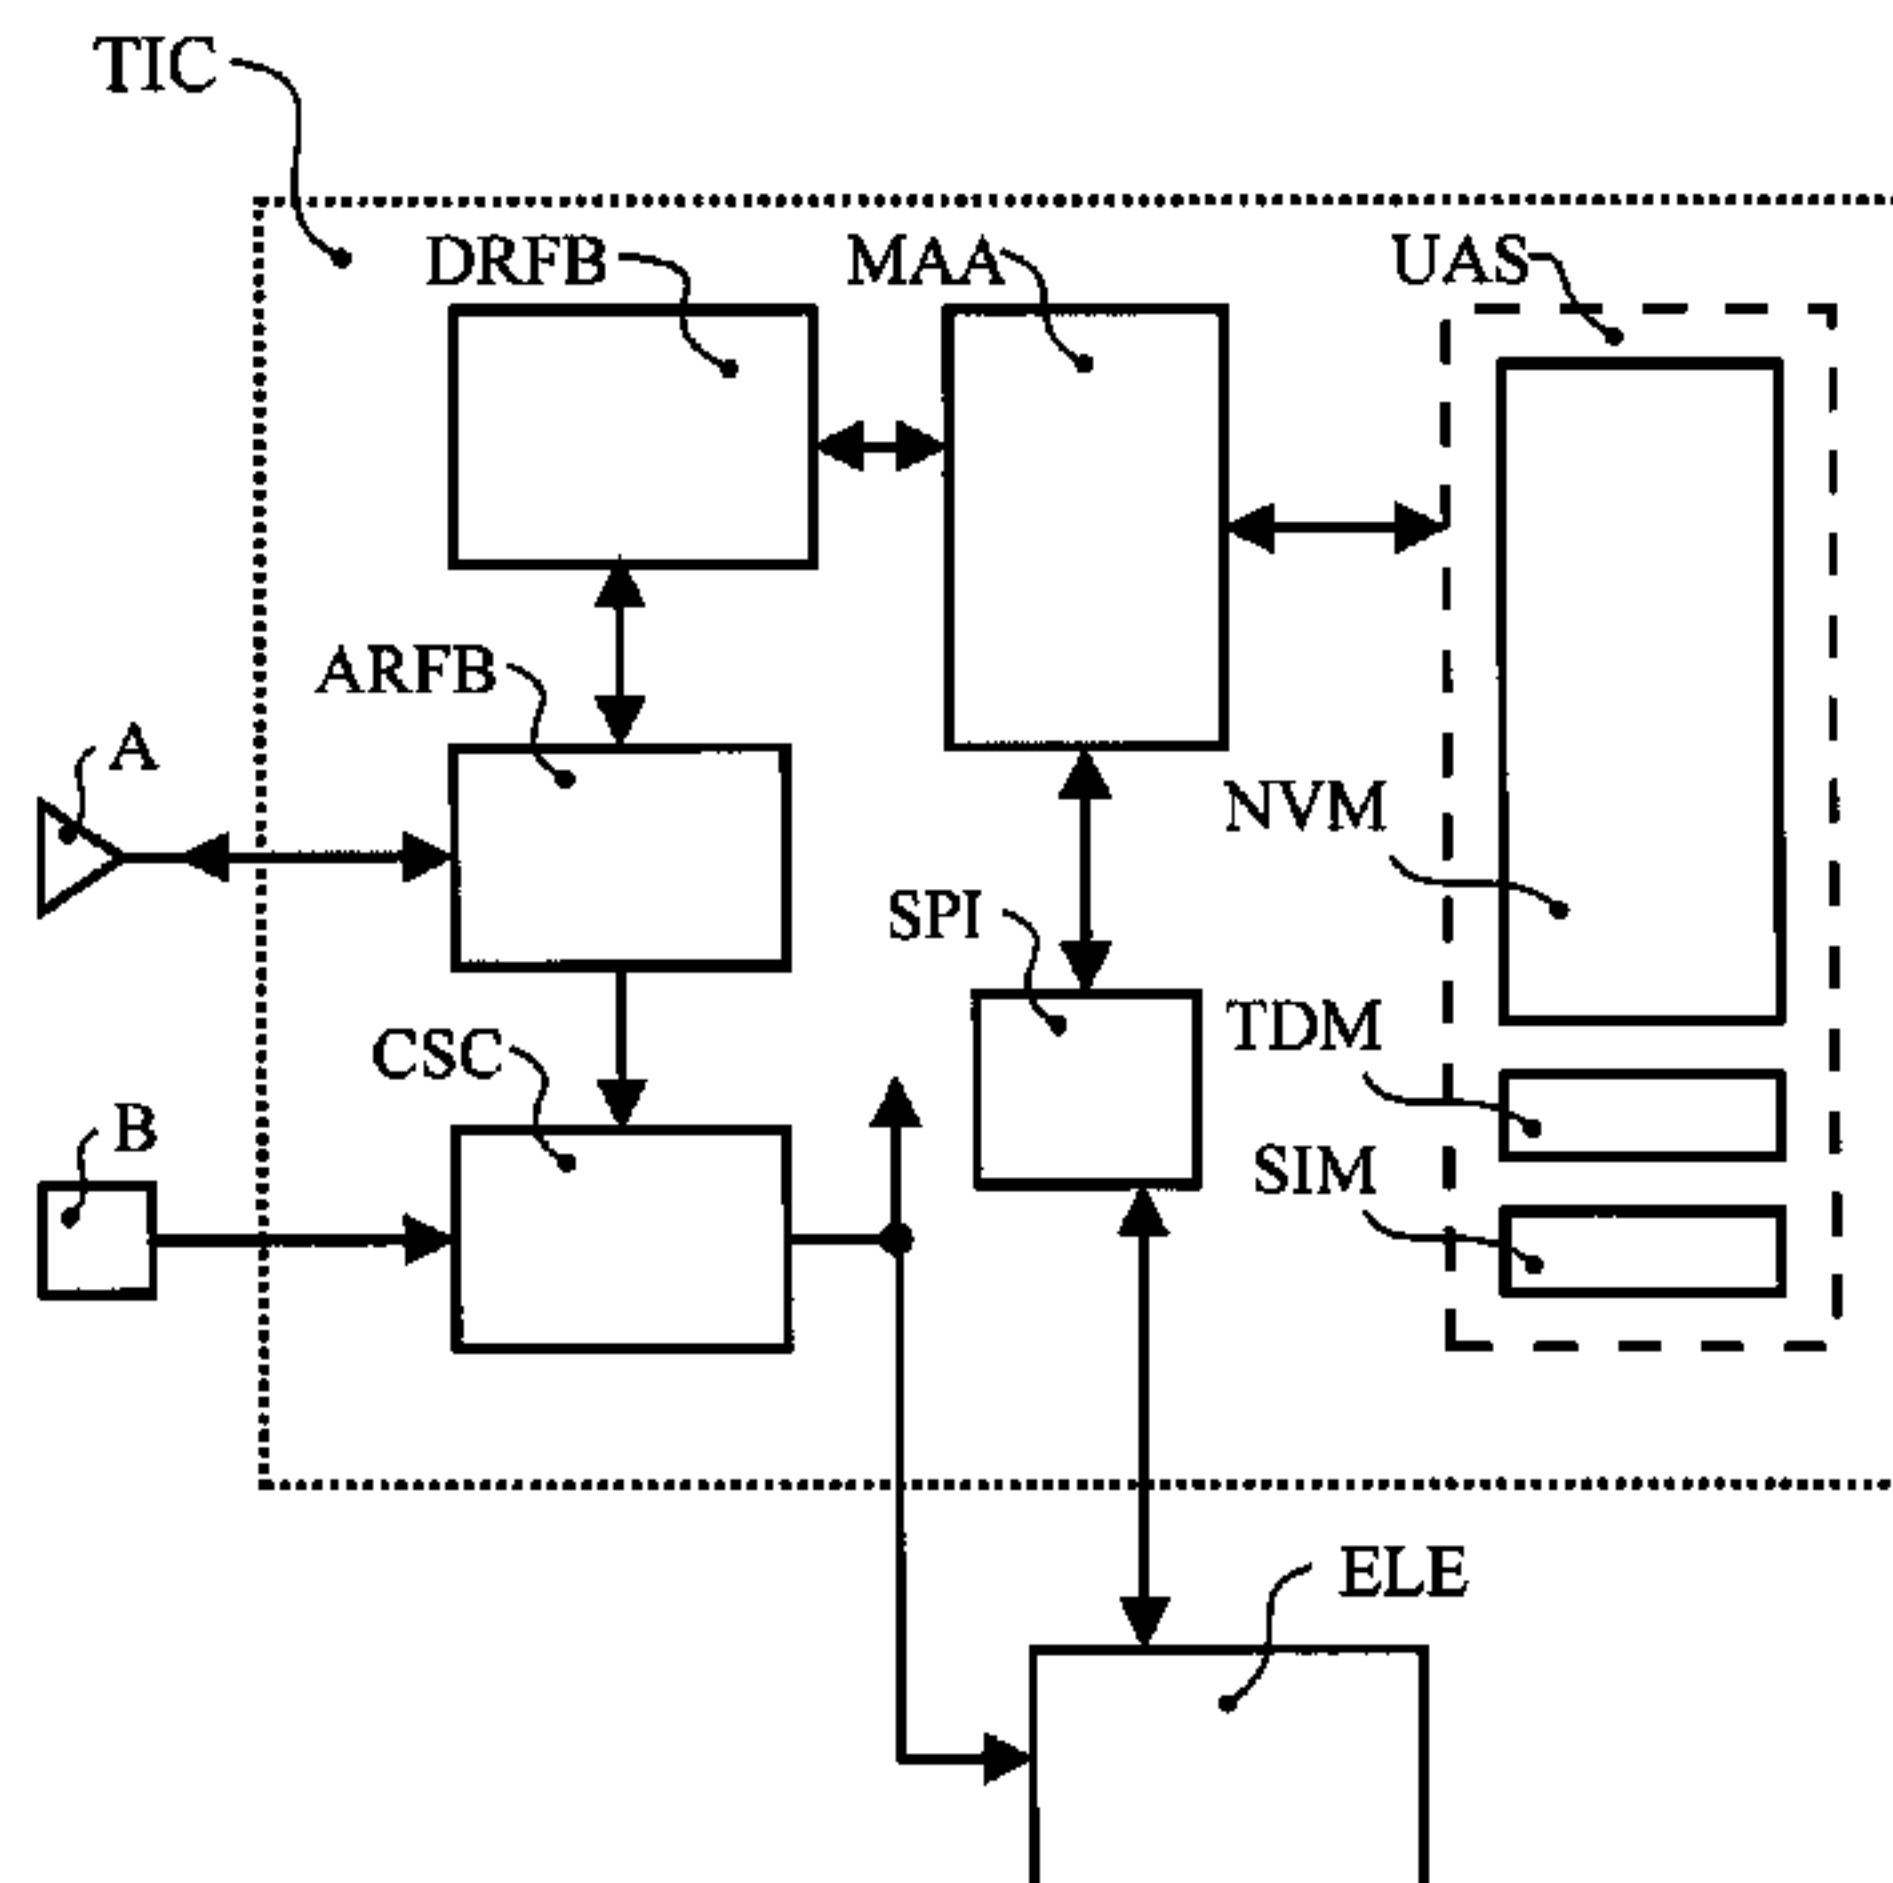 TIC
DRFB
MAA
UAS
ARFB
A
NVM
SPI
TDM
CSC
B
SIM
ELE